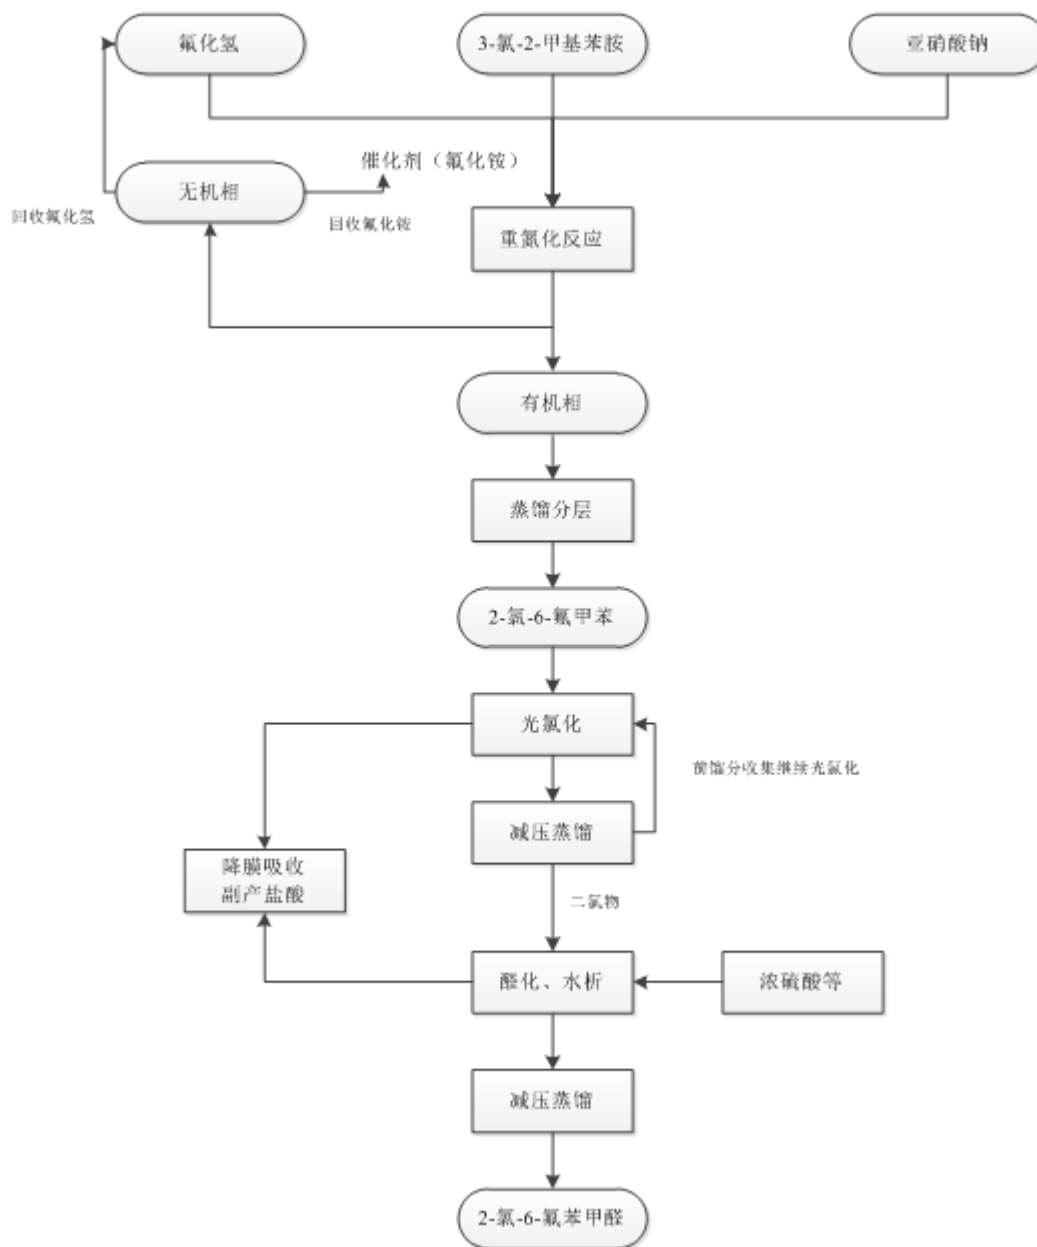 氟化氢
3-氯-2-甲基苯胺
亚硝酸钠
催化剂（氟化铵）
无机相
回收氟化氢
回收氟化铵
重氮化反应
有机相
蒸馏分层
2-氯-6-氟甲苯
光氯化
前馏分收集继续光氯化
减压蒸馏
降膜吸收
副产盐酸
二氯物
醛化、水析
浓硫酸等
减压蒸馏
2-氯-6-氟苯甲醛